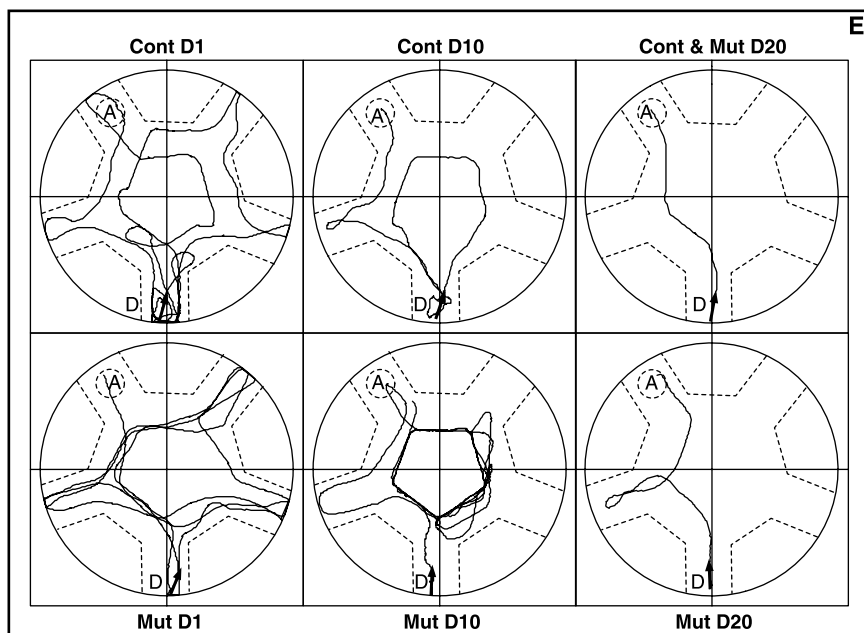 E
Cont D1 Cont D10 Cont & Mut D20
A A A
D D D
A A A
D D D
Mut D1 Mut D10 Mut D20